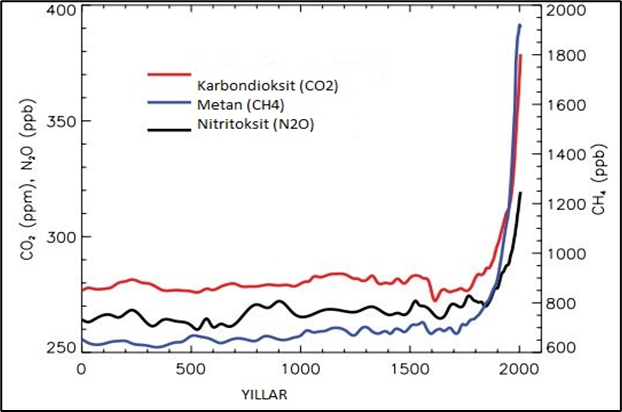 400
350
300
250
CO₂ (ppm), N₂O (ppb)
Karbondioksit (CO2)
Metan (CH4)
Nitritoksit (N2O)
2000
1800
1600
1400
1200
1000
800
600
CH₄ (ppb)
0 500 1000 1500 2000
YILLAR